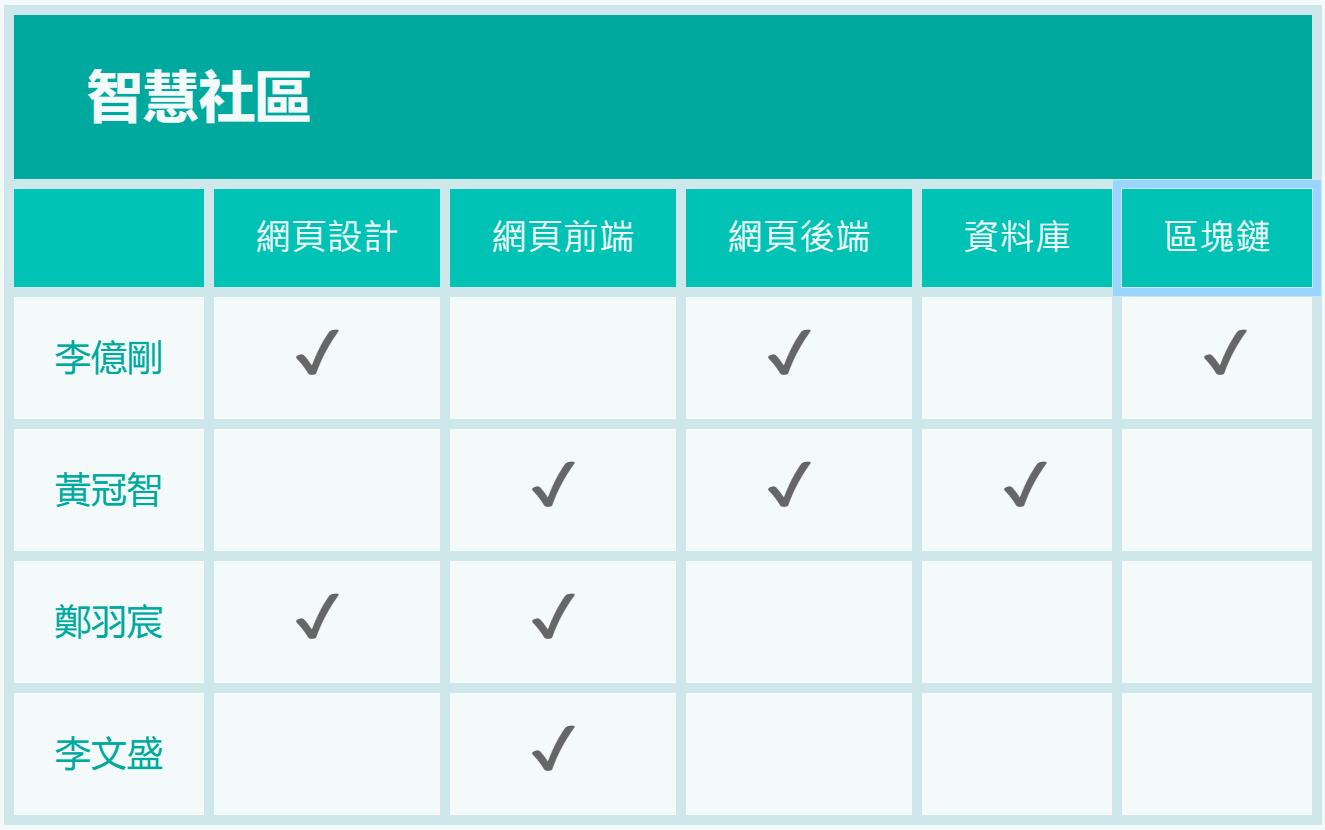 智慧社區
網頁設計 網頁前端 網頁後端 資料庫 區塊鏈
李億剛 ✓ ✓ ✓
黃冠智 ✓ ✓ ✓
鄭羽宸 ✓ ✓
李文盛 ✓